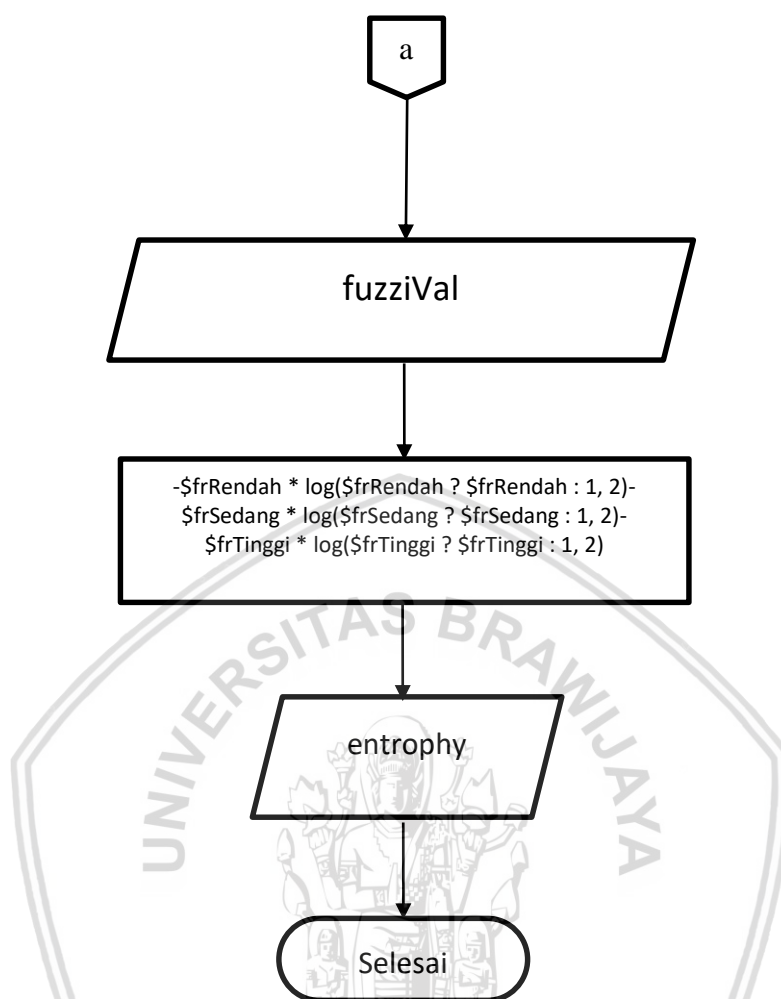 a
fuzziVal
-$frRendah * log($frRendah ? $frRendah : 1, 2)-
$frSedang * log($frSedang ? $frSedang : 1, 2)-
$frTinggi * log($frTinggi ? $frTinggi : 1, 2)
UNIVERSITAS BRAWIJAYA
entrophy
Selesai